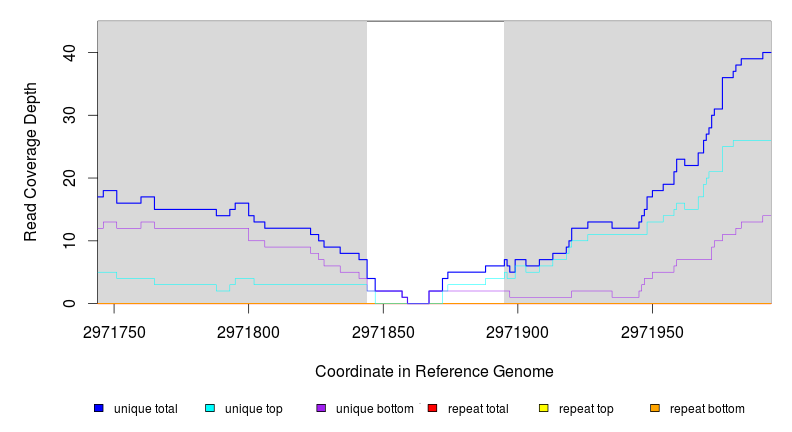 Read Coverage Depth
40
30
20
10
0
2971750 2971800 2971850 2971900 2971950
Coordinate in Reference Genome
unique total unique top unique bottom repeat total repeat top repeat bottom